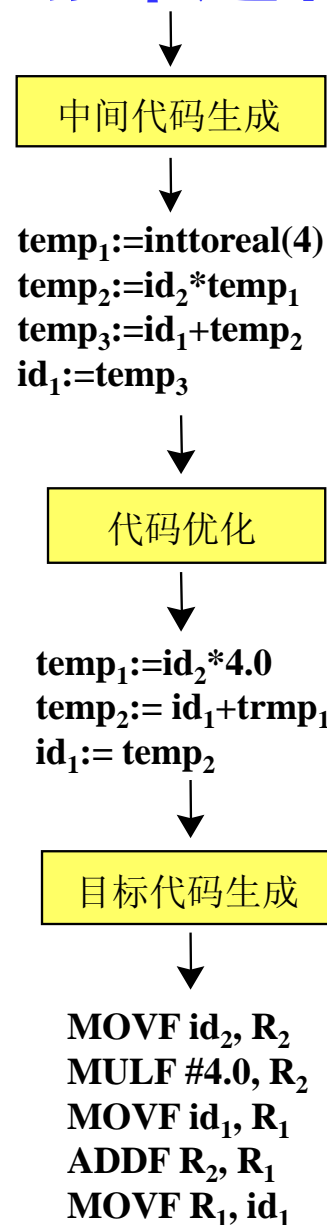 中间代码生成
temp₁:=inttoreal(4)
temp₂:=id₂*temp₁
temp₃:=id₁+temp₂
id₁:=temp₃
代码优化
temp₁:=id₂*4.0
temp₂:= id₁+trmp₁
id₁:= temp₂
目标代码生成
MOVF id₂, R₂
MULF #4.0, R₂
MOVF id₁, R₁
ADDF R₂, R₁
MOVF R₁, id₁